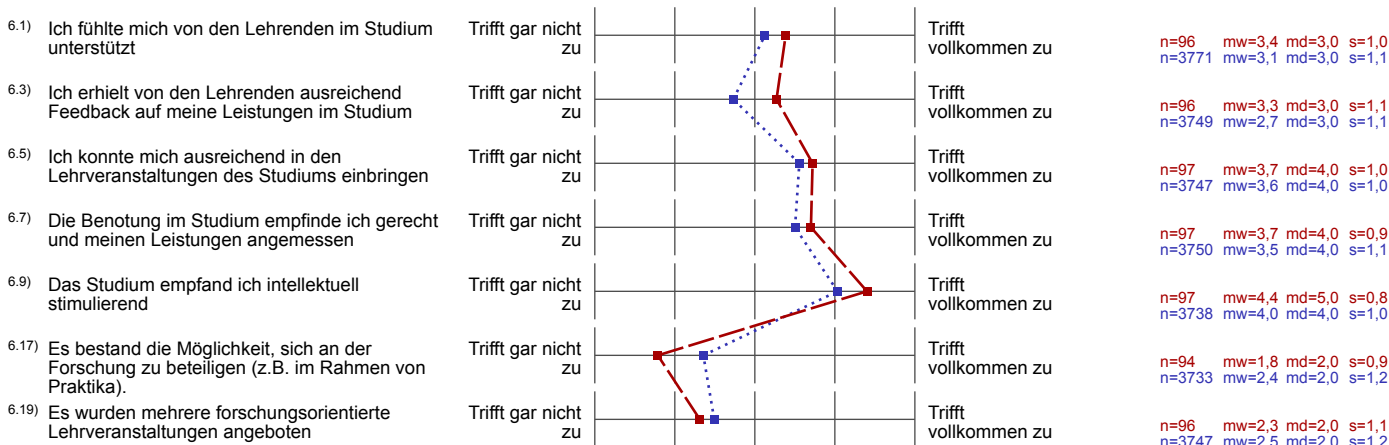 6.1) Ich fühlte mich von den Lehrenden im Studium unterstützt
Trifft gar nicht zu
Trifft vollkommen zu
n=96 mw=3,4 md=3,0 s=1,0
n=3771 mw=3,1 md=3,0 s=1,1
6.3) Ich erhielt von den Lehrenden ausreichend Feedback auf meine Leistungen im Studium
Trifft gar nicht zu
Trifft vollkommen zu
n=96 mw=3,3 md=3,0 s=1,1
n=3749 mw=2,7 md=3,0 s=1,1
6.5) Ich konnte mich ausreichend in den Lehrveranstaltungen des Studiums einbringen
Trifft gar nicht zu
Trifft vollkommen zu
n=97 mw=3,7 md=4,0 s=1,0
n=3747 mw=3,6 md=4,0 s=1,0
6.7) Die Benotung im Studium empfinde ich gerecht und meinen Leistungen angemessen
Trifft gar nicht zu
Trifft vollkommen zu
n=97 mw=3,7 md=4,0 s=0,9
n=3750 mw=3,5 md=4,0 s=1,1
6.9) Das Studium empfand ich intellektuell stimulierend
Trifft gar nicht zu
Trifft vollkommen zu
n=97 mw=4,4 md=5,0 s=0,8
n=3738 mw=4,0 md=4,0 s=1,0
6.17) Es bestand die Möglichkeit, sich an der Forschung zu beteiligen (z.B. im Rahmen von Praktika).
Trifft gar nicht zu
Trifft vollkommen zu
n=94 mw=1,8 md=2,0 s=0,9
n=3733 mw=2,4 md=2,0 s=1,2
6.19) Es wurden mehrere forschungsorientierte Lehrveranstaltungen angeboten
Trifft gar nicht zu
Trifft vollkommen zu
n=96 mw=2,3 md=2,0 s=1,1
n=3747 mw=2,5 md=2,0 s=1,2